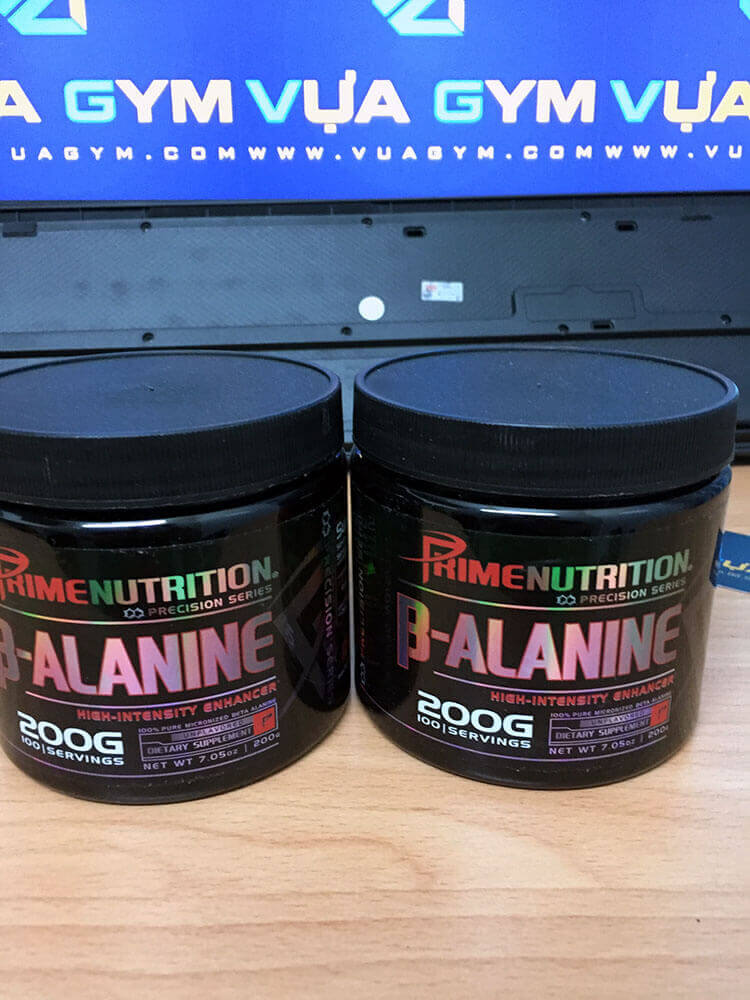 A GYM VỰA GYM VỰA
UAGYM.COMWWW.VUAGYM.COMWWW.VU
PRIMENUTRITION®
PRECISION SERIES
β-ALANINE
HIGH-INTENSITY ENHANCER
200G
100|SERVINGS
100% PURE MICRONIZED BETA ALANINE
UNFLAVORED
DIETARY SUPPLEMENT
NET WT 7.05oz | 200g
PRECISION SERIES
PRIMENUTRITION®
PRECISION SERIES
β-ALANINE
HIGH-INTENSITY ENHANCER
200G
100|SERVINGS
100% PURE MICRONIZED BETA ALANINE
UNFLAVORED
DIETARY SUPPLEMENT
NET WT 7.05oz | 200g